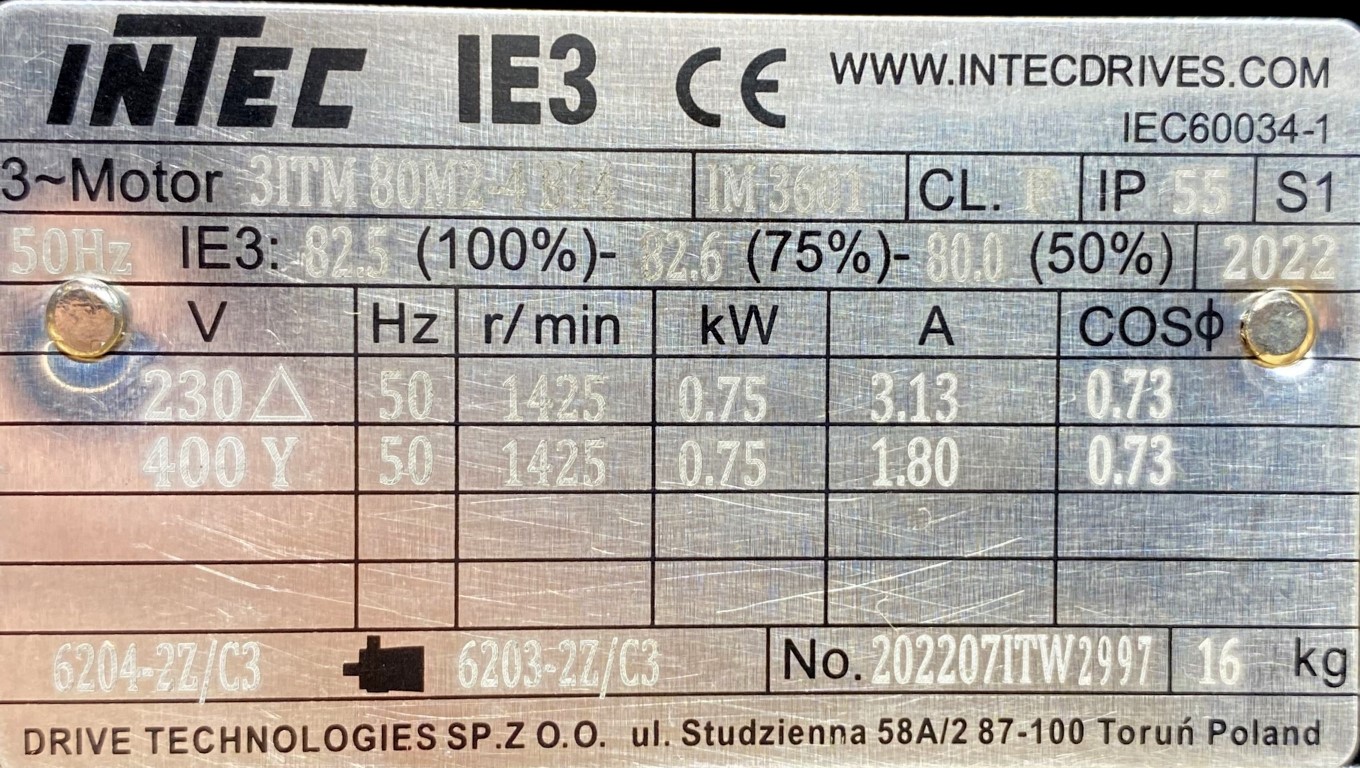 INTEC IE3 CE WWW.INTECDRIVES.COM
IEC60034-1
3~Motor 3ITM 80M2-4 B14 IM 3601 CL. F IP 55 S1
50Hz IE3: 82.5 (100%)- 82.6 (75%)- 80.0 (50%) 2022
V Hz r/min kW A COSϕ
230 △ 50 1425 0.75 3.13 0.73
400 Y 50 1425 0.75 1.80 0.73
6204-2Z/C3 6203-2Z/C3 No. 202207ITW2997 16 kg
DRIVE TECHNOLOGIES SP.Z O.O. ul. Studzienna 58A/2 87-100 Toruń Poland